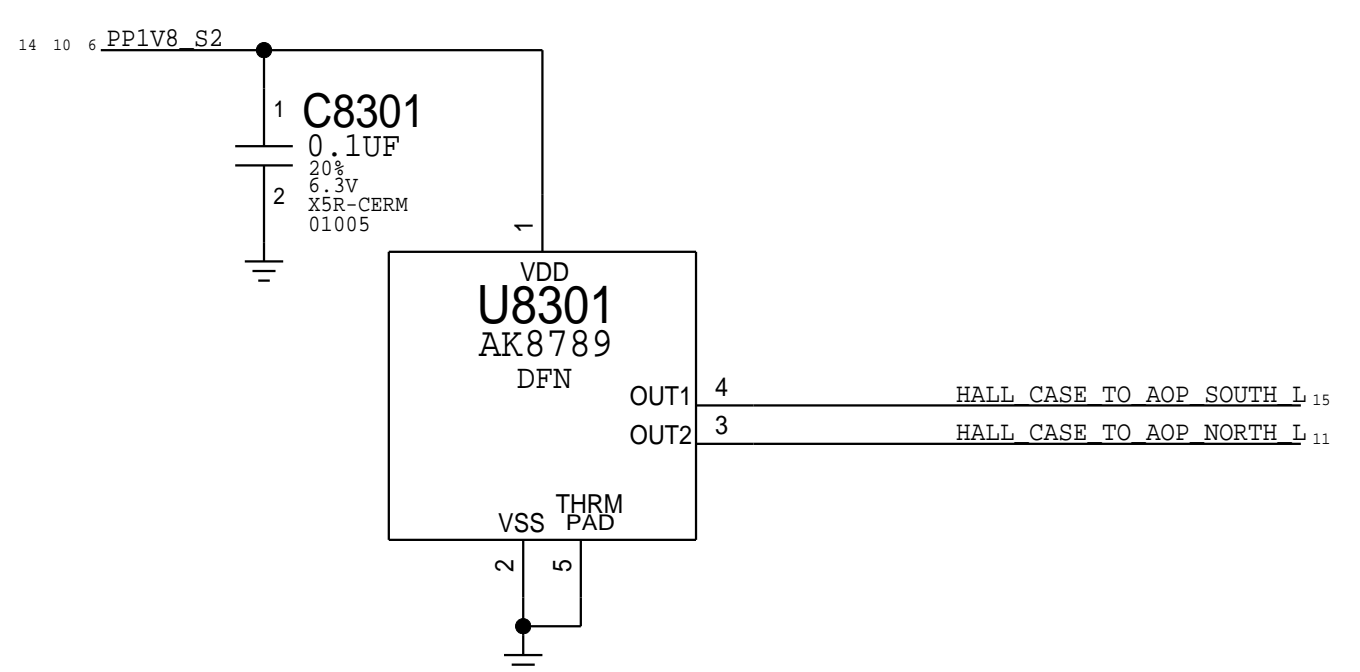 14 10 6 PP1V8_S2
1
C8301
0.1UF
20%
6.3V
2
X5R-CERM
01005
1
VDD
U8301
AK8789
DFN
OUT1 4 HALL_CASE_TO_AOP_SOUTH_L 15
OUT2 3 HALL_CASE_TO_AOP_NORTH_L 11
VSS THRM
PAD
2 5